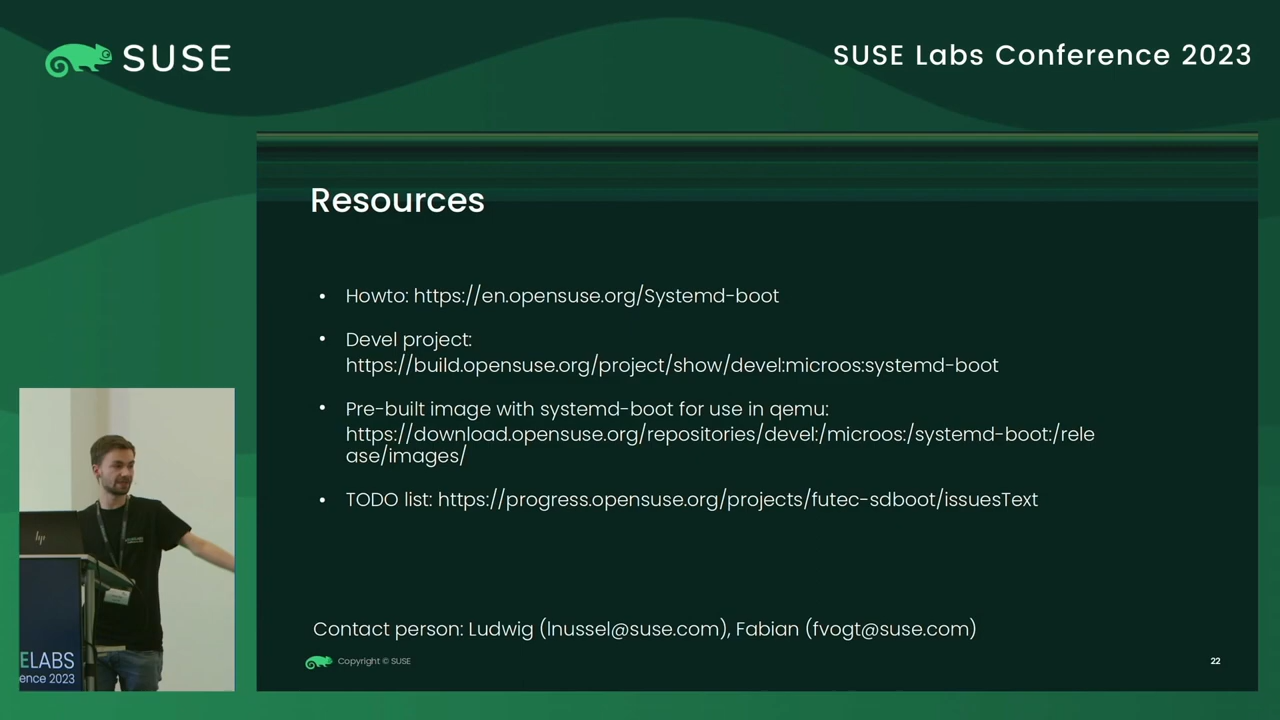 SUSE
SUSE Labs Conference 2023
Resources
• Howto: https://en.opensuse.org/Systemd-boot
• Devel project:
https://build.opensuse.org/project/show/devel:microos:systemd-boot
• Pre-built image with systemd-boot for use in qemu:
https://download.opensuse.org/repositories/devel:/microos:/systemd-boot:/rele
ase/images/
• TODO list: https://progress.opensuse.org/projects/futec-sdboot/issuesText
Contact person: Ludwig (lnussel@suse.com), Fabian (fvogt@suse.com)
Copyright © SUSE
22
hp
ELABS
ence 2023